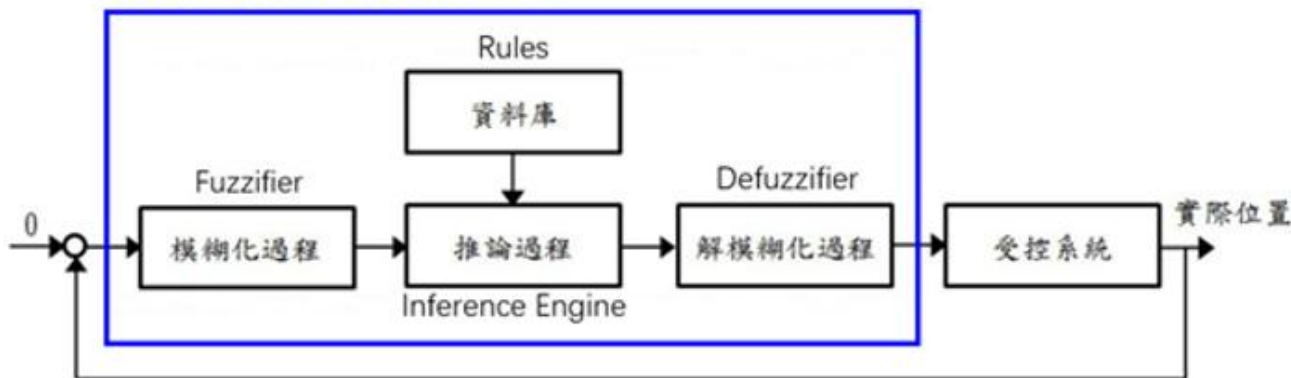 Rules
資料庫
Fuzzifier
Defuzzifier
0
模糊化過程
推論過程
解模糊化過程
受控系統
實際位置
Inference Engine